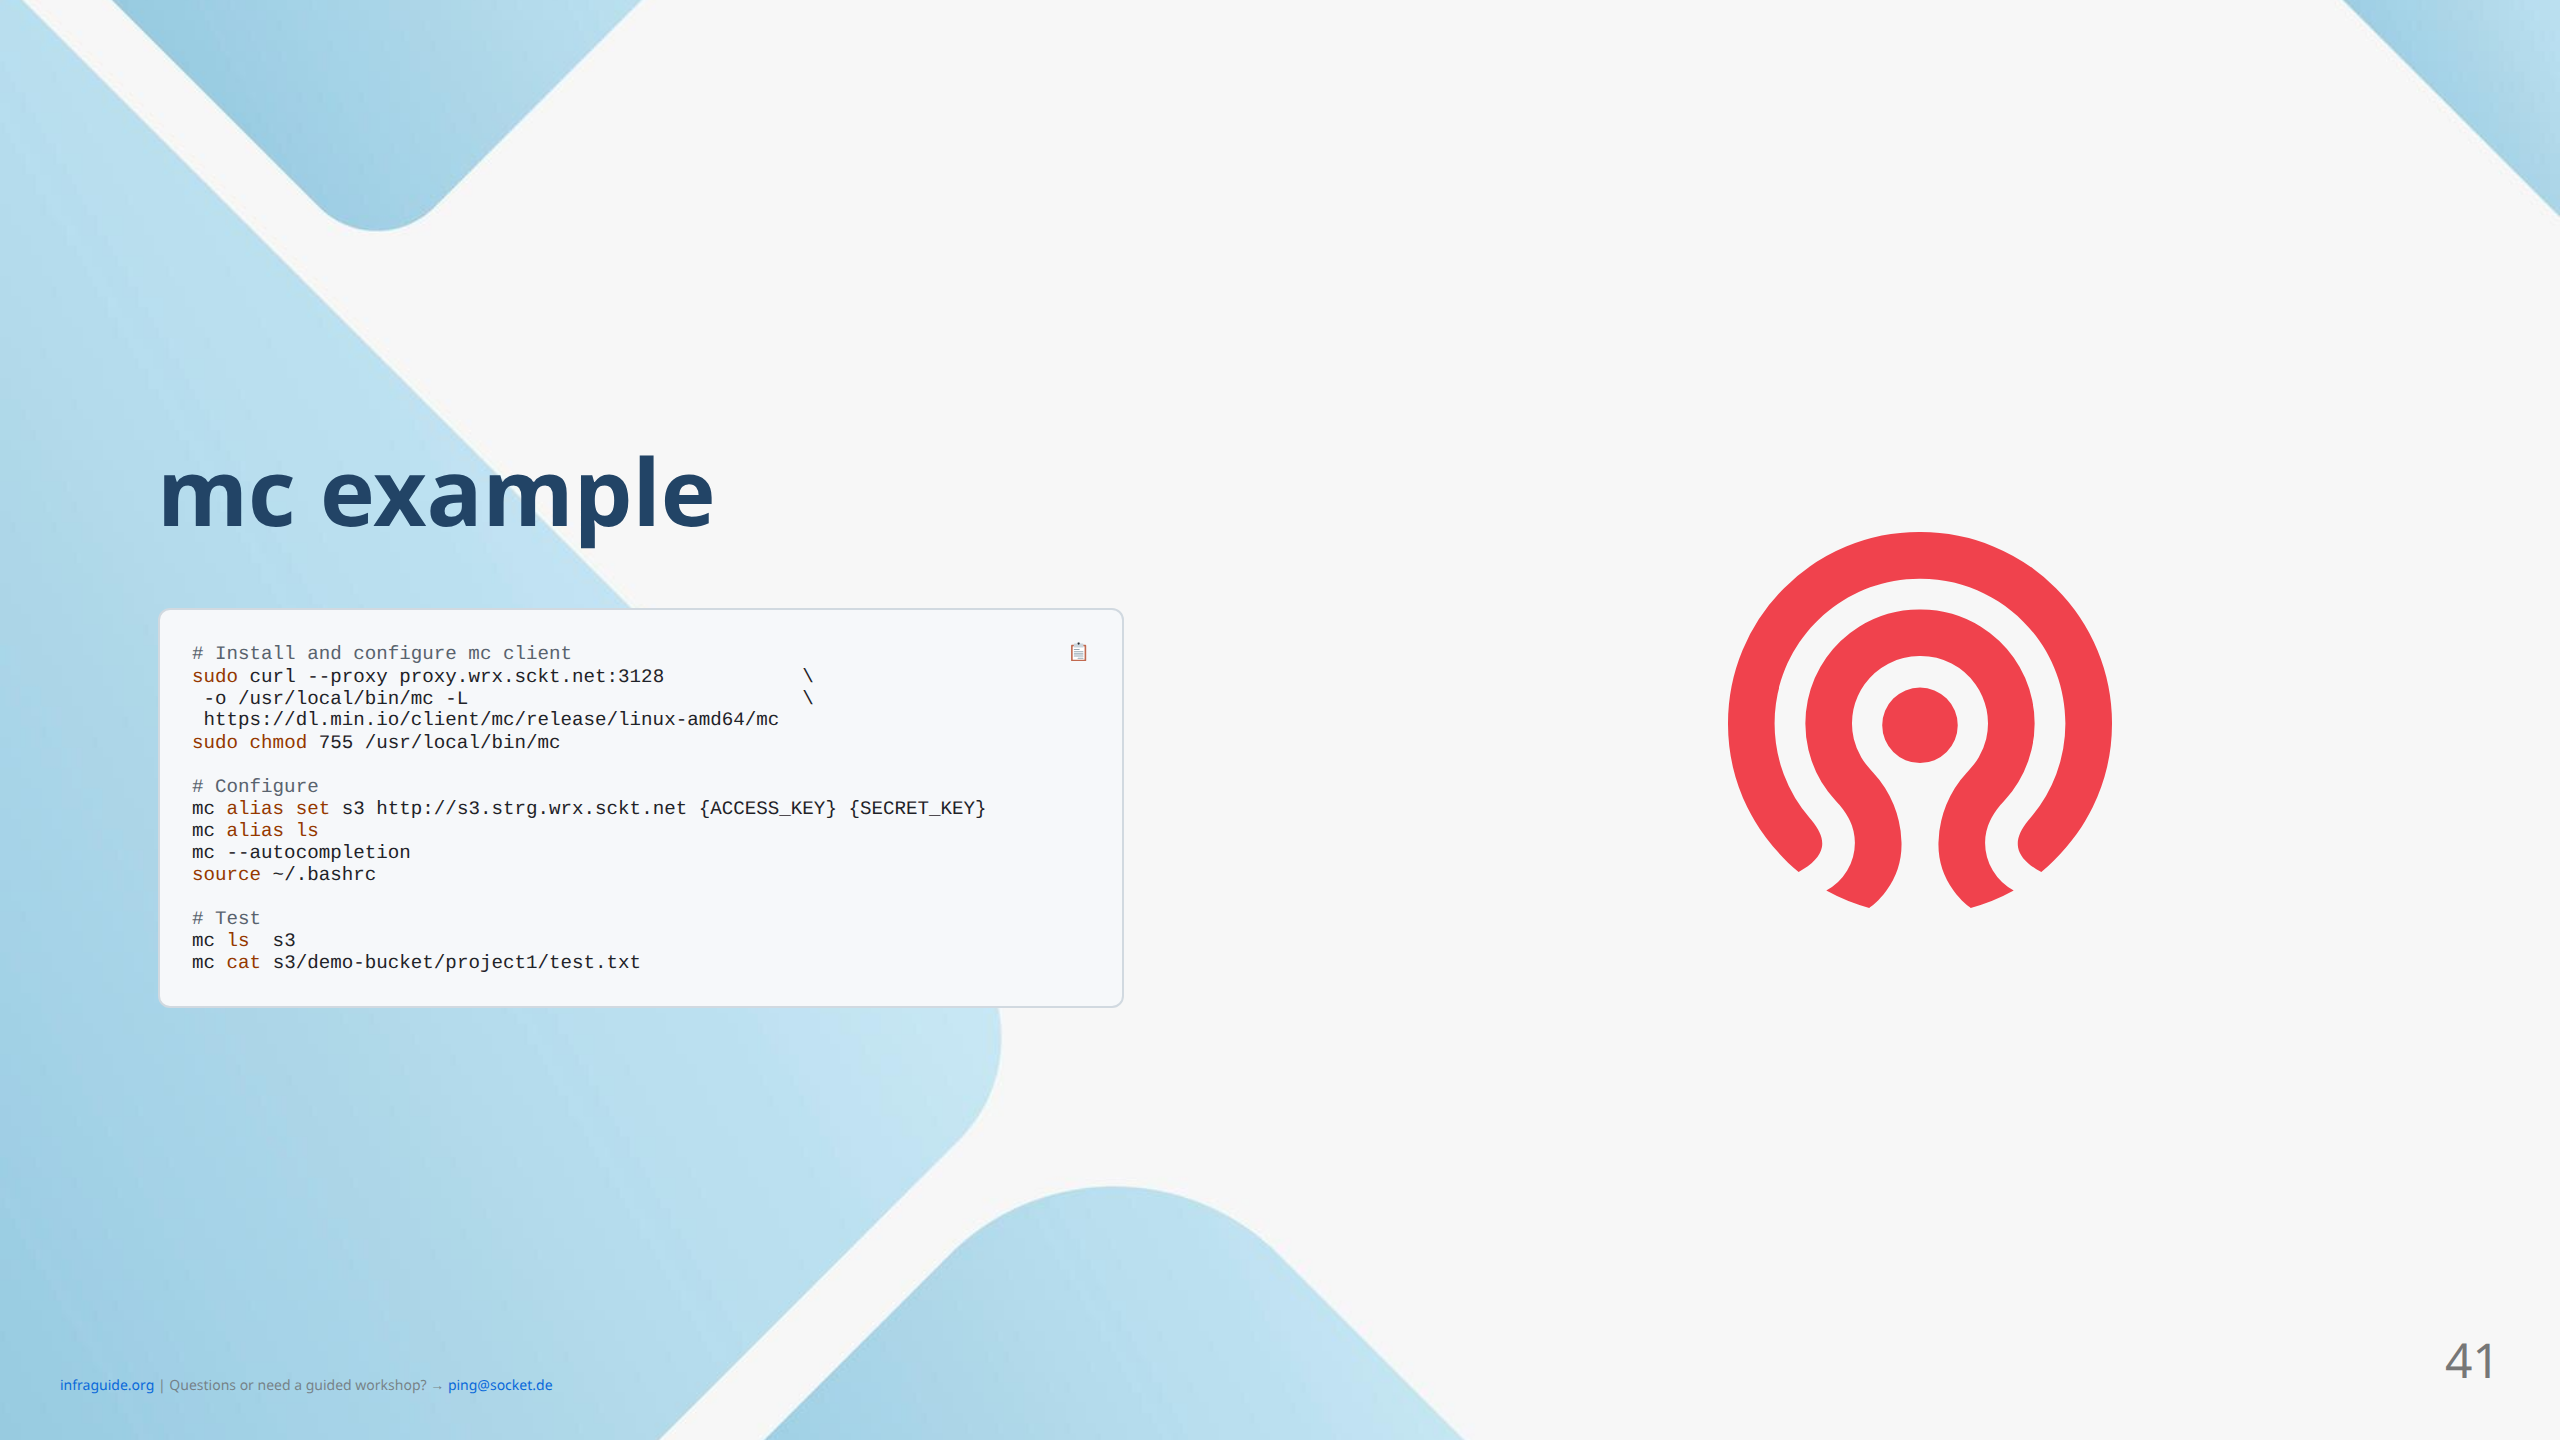 mc example
# Install and configure mc client
sudo curl --proxy proxy.wrx.sckt.net:3128            \
 -o /usr/local/bin/mc -L                             \
 https://dl.min.io/client/mc/release/linux-amd64/mc
sudo chmod 755 /usr/local/bin/mc
# Configure
mc alias set s3 http://s3.strg.wrx.sckt.net {ACCESS_KEY} {SECRET_KEY}
mc alias ls
mc --autocompletion
source ~/.bashrc
# Test
mc ls  s3
mc cat s3/demo-bucket/project1/test.txt
infraguide.org | Questions or need a guided workshop? → ping@socket.de
41